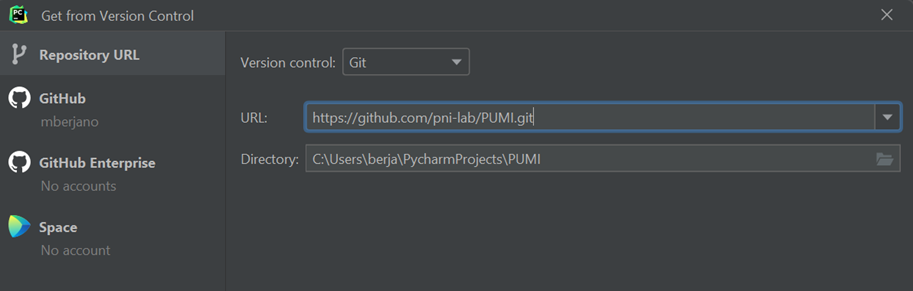 PC
Get from Version Control
Repository URL
GitHub
mberjano
GitHub Enterprise
No accounts
Space
No account
Version control: Git
URL: https://github.com/pni-lab/PUMI.git
Directory: C:\Users\berja\PycharmProjects\PUMI